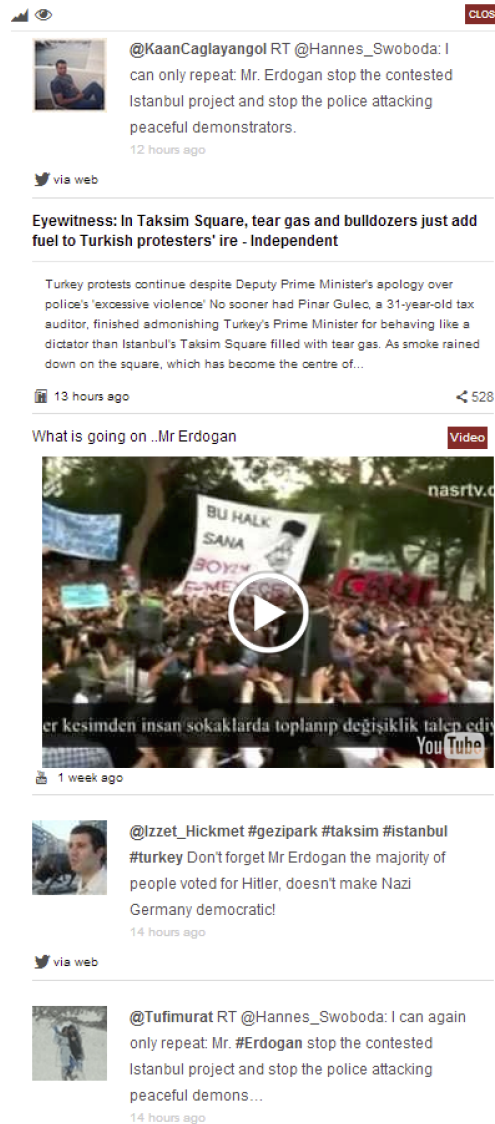 CLOS
@KaanCaglayangol RT @Hannes_Swoboda: I
can only repeat: Mr. Erdogan stop the contested
Istanbul project and stop the police attacking
peaceful demonstrators.
12 hours ago
via web
Eyewitness: In Taksim Square, tear gas and bulldozers just add
fuel to Turkish protesters' ire - Independent
Turkey protests continue despite Deputy Prime Minister's apology over
police's 'excessive violence' No sooner had Pinar Gulec, a 31-year-old tax
auditor, finished admonishing Turkey's Prime Minister for behaving like a
dictator than Istanbul's Taksim Square filled with tear gas. As smoke rained
down on the square, which has become the centre of...
13 hours ago
528
What is going on ..Mr Erdogan
Video
nasrtv.c
BU HALK
SANA
BOYUN
EĞMEZ
er kesimden insan sokaklarda toplanıp değişiklik talep ediy
YouTube
1 week ago
@Izzet_Hickmet #gezipark #taksim #istanbul
#turkey Don't forget Mr Erdogan the majority of
people voted for Hitler, doesn't make Nazi
Germany democratic!
14 hours ago
via web
@Tufimurat RT @Hannes_Swoboda: I can again
only repeat: Mr. #Erdogan stop the contested
Istanbul project and stop the police attacking
peaceful demons...
14 hours ago